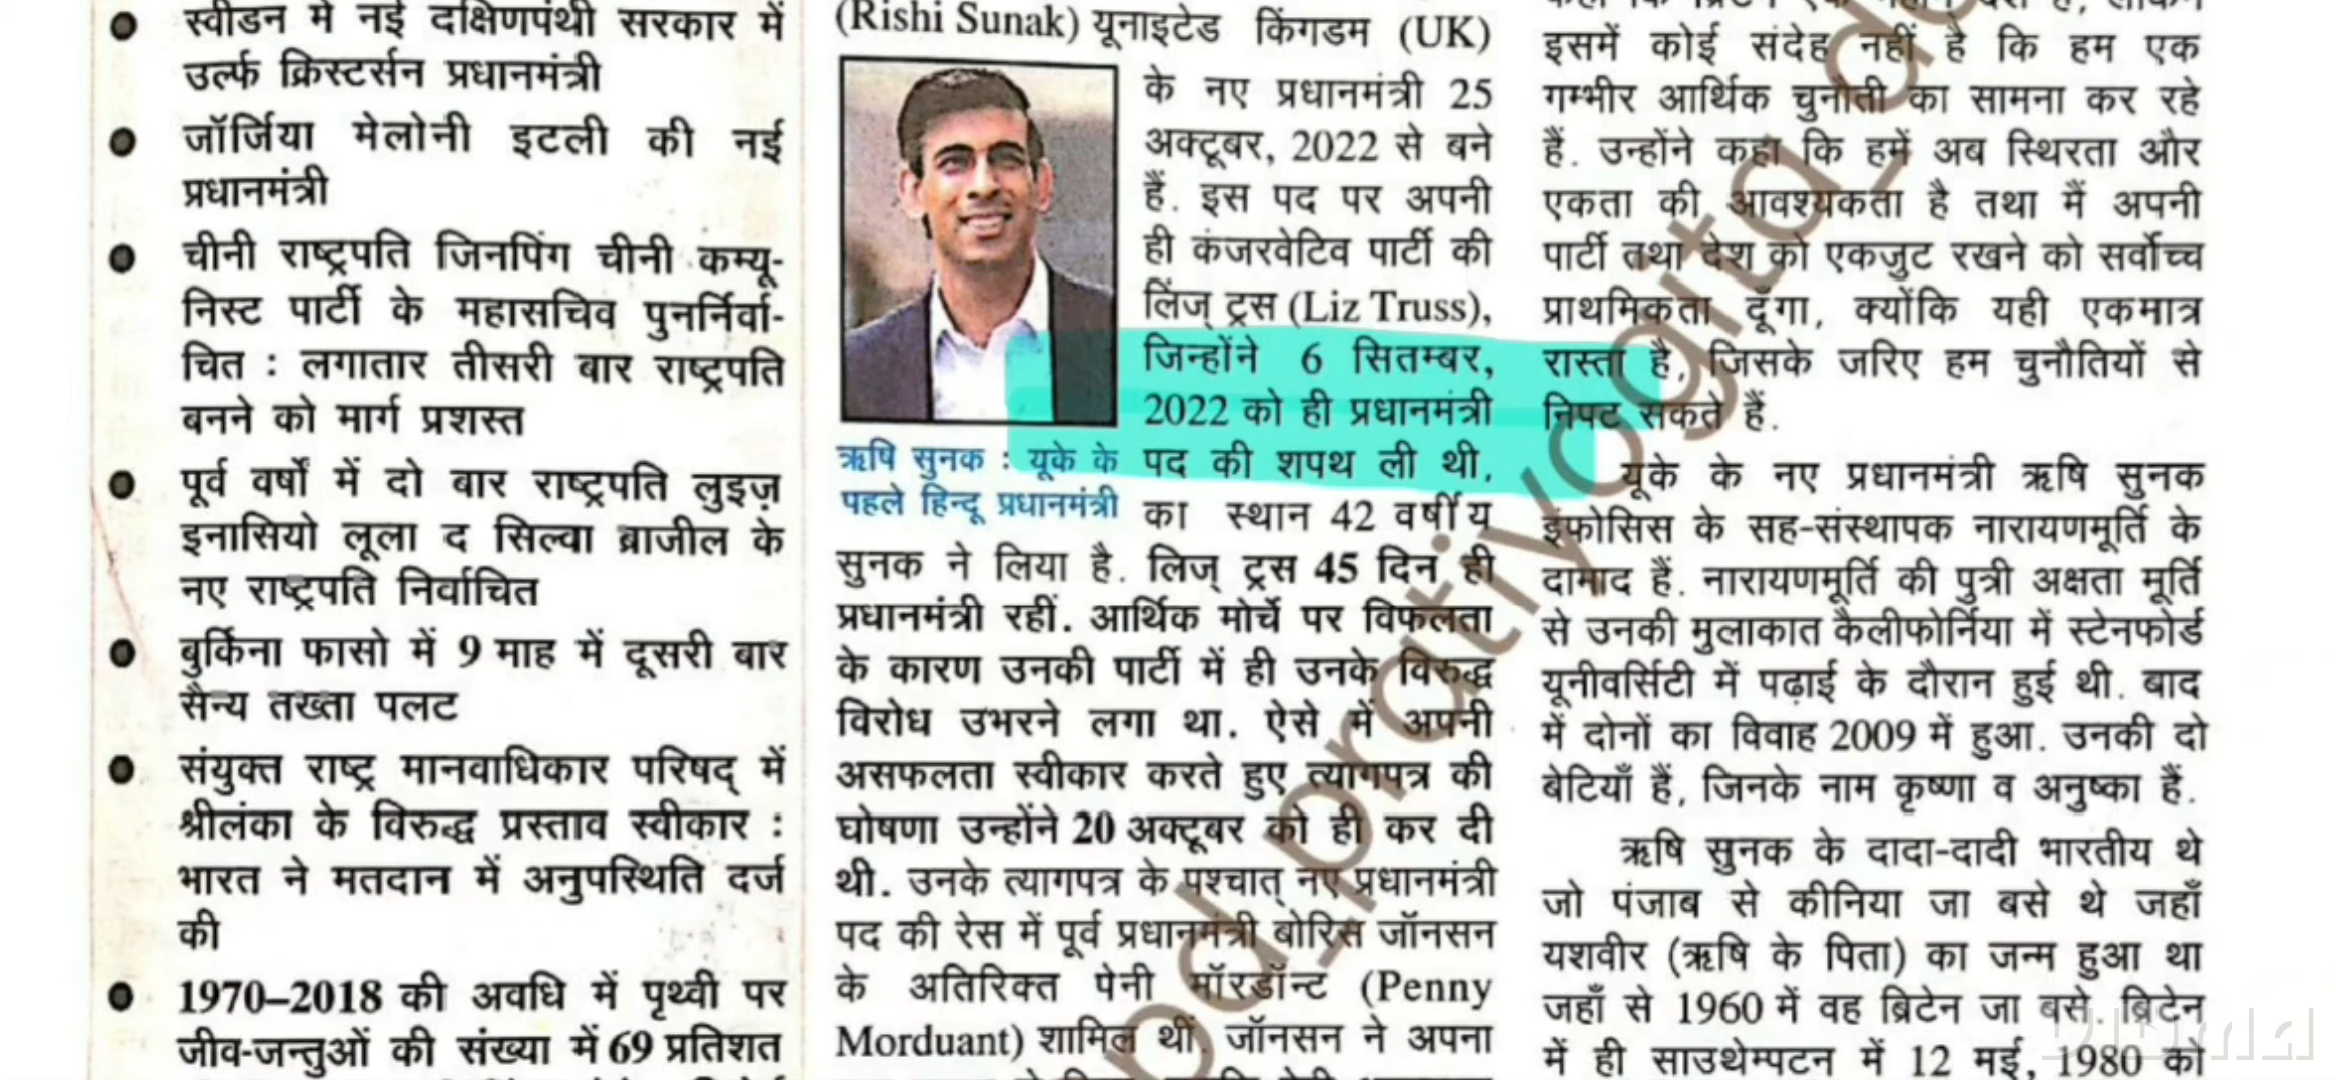 स्वीडन में नई दक्षिणपंथी सरकार में
उर्ल्फ क्रिस्टर्सन प्रधानमंत्री
जॉर्जिया मेलोनी इटली की नई
प्रधानमंत्री
चीनी राष्ट्रपति जिनपिंग चीनी कम्यू-
निस्ट पार्टी के महासचिव पुनर्निर्वा-
चित : लगातार तीसरी बार राष्ट्रपति
बनने को मार्ग प्रशस्त
पूर्व वर्षों में दो बार राष्ट्रपति लुइज़
इनासियो लूला द सिल्वा ब्राजील के
नए राष्ट्रपति निर्वाचित
बुर्किना फासो में 9 माह में दूसरी बार
सैन्य तख्ता पलट
संयुक्त राष्ट्र मानवाधिकार परिषद् में
श्रीलंका के विरुद्ध प्रस्ताव स्वीकार :
भारत ने मतदान में अनुपस्थिति दर्ज
की
1970–2018 की अवधि में पृथ्वी पर
जीव-जन्तुओं की संख्या में 69 प्रतिशत
(Rishi Sunak) यूनाइटेड किंगडम (UK)
के नए प्रधानमंत्री 25
अक्टूबर, 2022 से बने
हैं. इस पद पर अपनी
ही कंजरवेटिव पार्टी की
लिंज् ट्रस (Liz Truss),
जिन्होंने 6 सितम्बर,
2022 को ही प्रधानमंत्री
पद की शपथ ली थी.
का स्थान 42 वर्षीय
ऋषि सुनक : यूके के
पहले हिन्दू प्रधानमंत्री
सुनक ने लिया है. लिज् ट्रस 45 दिन ही
प्रधानमंत्री रहीं. आर्थिक मोर्चे पर विफलता
के कारण उनकी पार्टी में ही उनके विरुद्ध
विरोध उभरने लगा था. ऐसे में अपनी
असफलता स्वीकार करते हुए त्यागपत्र की
घोषणा उन्होंने 20 अक्टूबर को ही कर दी
थी. उनके त्यागपत्र के पश्चात् नए प्रधानमंत्री
पद की रेस में पूर्व प्रधानमंत्री बोरिस जॉनसन
के अतिरिक्त पेनी मॉरडॉन्ट (Penny
Morduant) शामिल थीं. जॉनसन ने अपना
इसमें कोई संदेह नहीं है कि हम एक
गम्भीर आर्थिक चुनौती का सामना कर रहे
हैं. उन्होंने कहा कि हमें अब स्थिरता और
एकता की आवश्यकता है तथा मैं अपनी
पार्टी तथा देश को एकजुट रखने को सर्वोच्च
प्राथमिकता दूँगा, क्योंकि यही एकमात्र
रास्ता है, जिसके जरिए हम चुनौतियों से
निपट सकते हैं.
यूके के नए प्रधानमंत्री ऋषि सुनक
इंफोसिस के सह-संस्थापक नारायणमूर्ति के
दामाद हैं. नारायणमूर्ति की पुत्री अक्षता मूर्ति
से उनकी मुलाकात कैलीफोर्निया में स्टेनफोर्ड
यूनीवर्सिटी में पढ़ाई के दौरान हुई थी. बाद
में दोनों का विवाह 2009 में हुआ. उनकी दो
बेटियाँ हैं, जिनके नाम कृष्णा व अनुष्का हैं.
ऋषि सुनक के दादा-दादी भारतीय थे
जो पंजाब से कीनिया जा बसे थे जहाँ
यशवीर (ऋषि के पिता) का जन्म हुआ था
जहाँ से 1960 में वह ब्रिटेन जा बसे. ब्रिटेन
में ही साउथेम्पटन में 12 मई, 1980 को
pd_pratiyogita_d